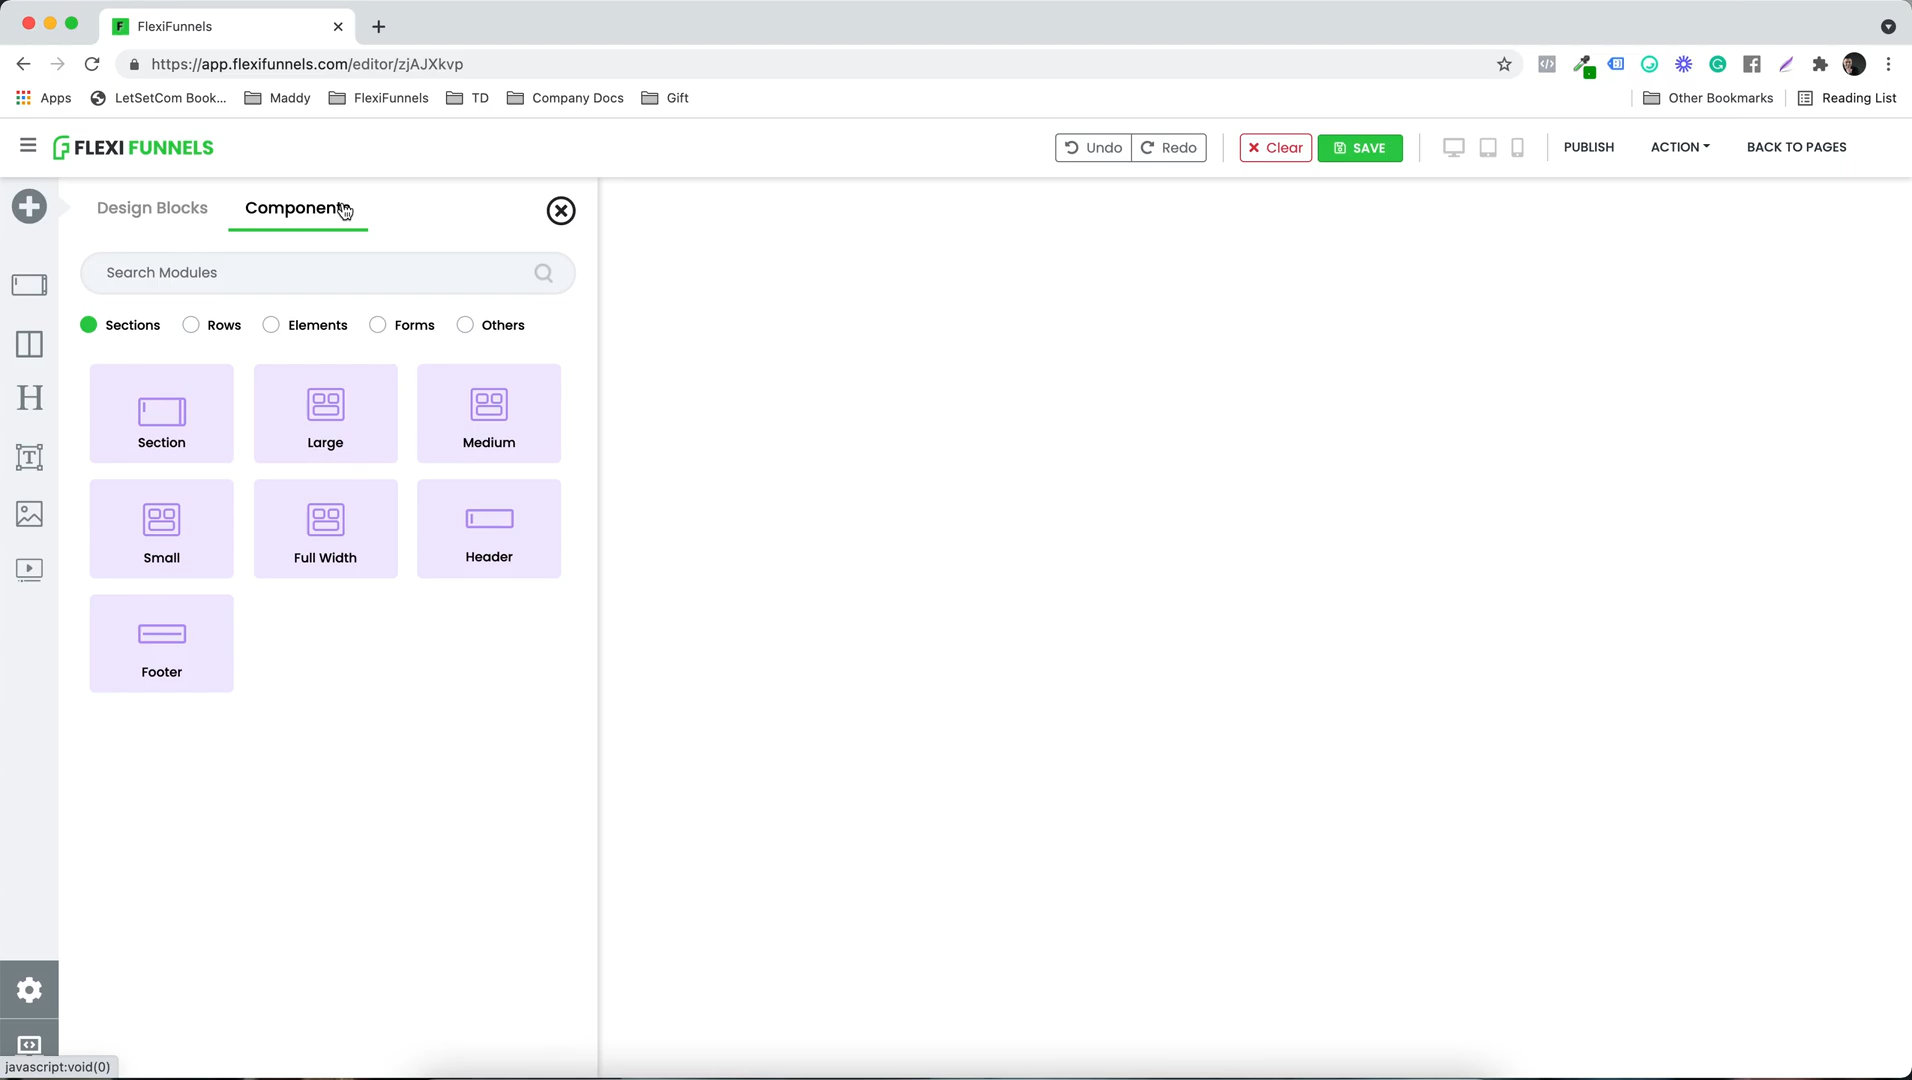 FlexiFunnels
https://app.flexifunnels.com/editor/zjAJXkvp
Apps LetSetCom Book... Maddy FlexiFunnels TD Company Docs Gift Other Bookmarks Reading List
FLEXI FUNNELS Undo Redo Clear SAVE PUBLISH ACTION BACK TO PAGES
Design Blocks Components
Search Modules
Sections Rows Elements Forms Others
Section Large Medium
Small Full Width Header
Footer
javascript:void(0)